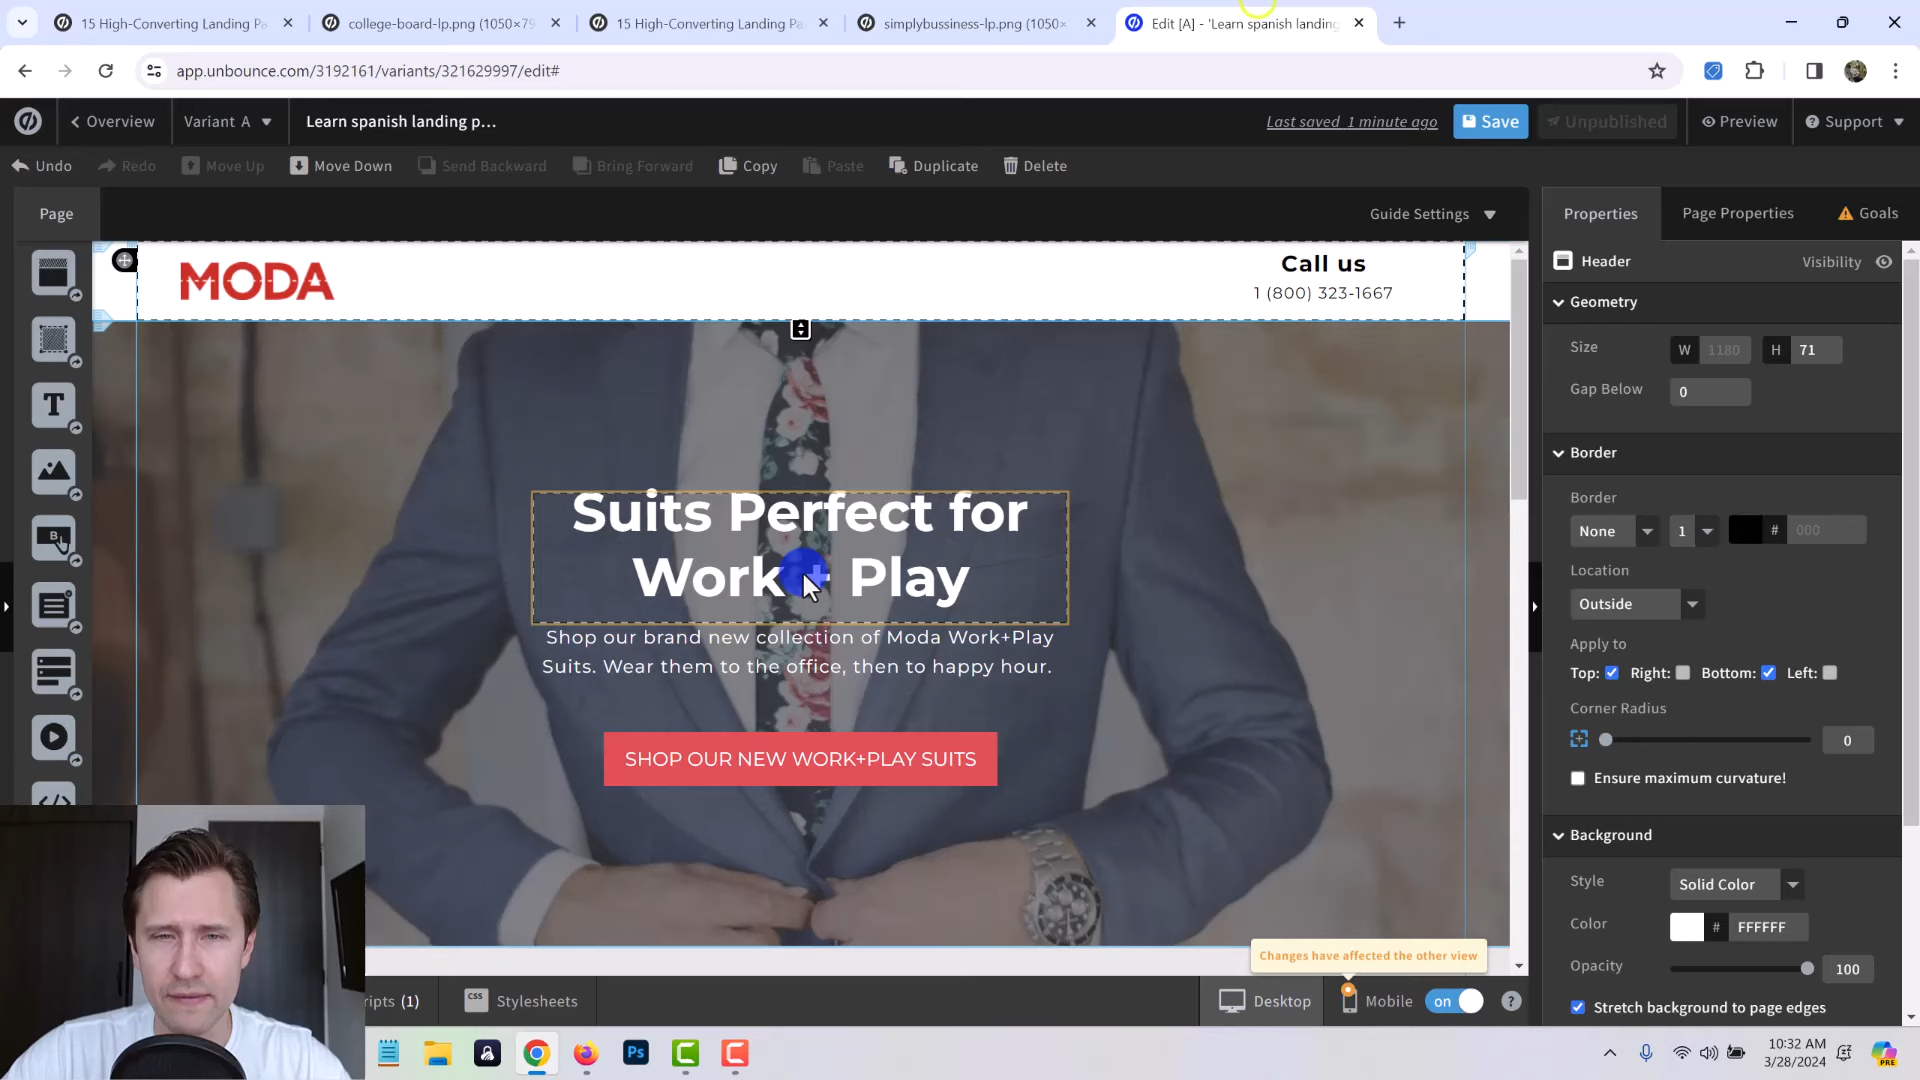 15 High-Converting Landing Pa
college-board-lp.png (1050×79
15 High-Converting Landing Pa
simplybussiness-lp.png (1050×
Edit [A] - 'Learn spanish landing
app.unbounce.com/3192161/variants/321629997/edit#
Overview
Variant A
Learn spanish landing p...
Last saved 1 minute ago
Save
Unpublished
Preview
Support
Undo
Redo
Move Up
Move Down
Send Backward
Bring Forward
Copy
Paste
Duplicate
Delete
Page
Guide Settings
Properties
Page Properties
Goals
MODA
Call us
1 (800) 323-1667
Header
Visibility
Geometry
Size
W 1180
H 71
Gap Below
0
Border
Border
None
1
# 000
Location
Outside
Apply to
Top: Right: Bottom: Left:
Corner Radius
0
Ensure maximum curvature!
Background
Style
Solid Color
Color
# FFFFFF
Opacity
100
Stretch background to page edges
T
B
Suits Perfect for
Work + Play
Shop our brand new collection of Moda Work+Play
Suits. Wear them to the office, then to happy hour.
SHOP OUR NEW WORK+PLAY SUITS
Changes have affected the other view
ripts (1)
CSS
Stylesheets
Desktop
Mobile
on
?
Ps
10:32 AM
3/28/2024
PRE